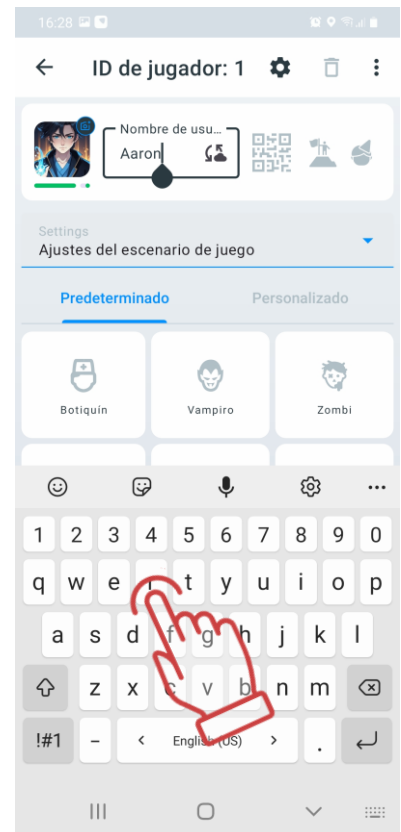 16:28
ID de jugador: 1
Nombre de usu...
Aaron
Settings
Ajustes del escenario de juego
Predeterminado Personalizado
Botiquín Vampiro Zombi
1 2 3 4 5 6 7 8 9 0
q w e r t y u i o p
a s d f g h j k l
z x c v b n m
!#1 - < English (US) > .